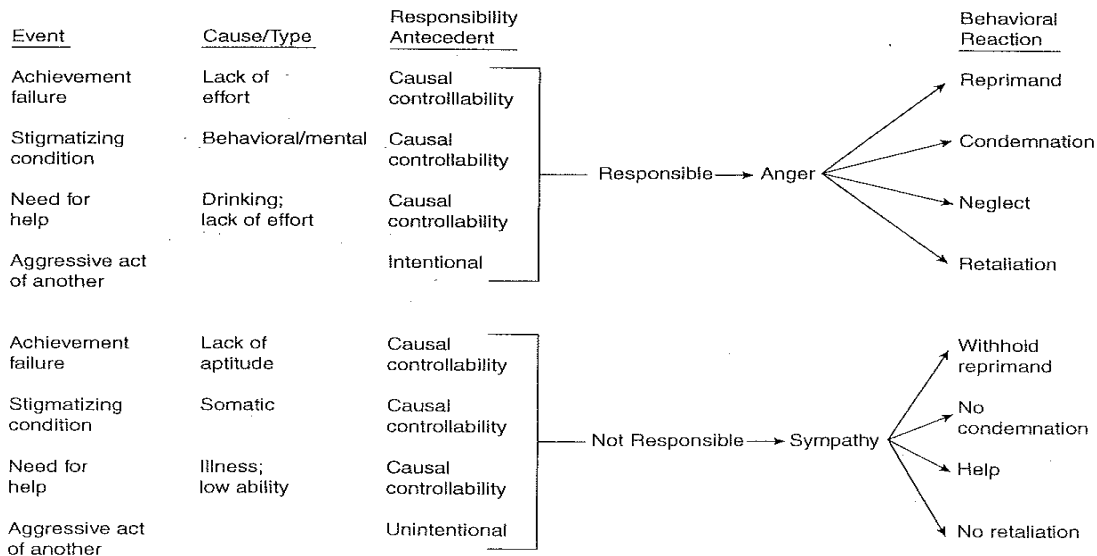 Event
Cause/Type
Responsibility
Antecedent
Behavioral
Reaction
Achievement
failure
Lack of
effort
Causal
controlllability
Stigmatizing
condition
Behavioral/mental
Causal
controllability
Need for
help
Drinking;
lack of effort
Causal
controllability
Aggressive act
of another
Intentional
Responsible
Anger
Reprimand
Condemnation
Neglect
Retaliation
Achievement
failure
Lack of
aptitude
Causal
controllability
Stigmatizing
condition
Somatic
Causal
controllability
Need for
help
Illness;
low ability
Causal
controllability
Aggressive act
of another
Unintentional
Not Responsible
Sympathy
Withhold
reprimand
No
condemnation
Help
No retaliation